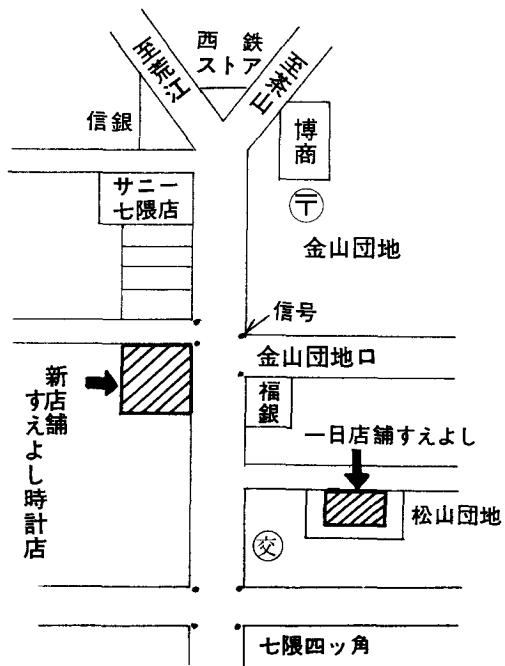 至荒江
西鉄
ストア
至茶山
信銀
博商
サニー
七隈店
〒
金山団地
信号
金山団地口
新店舗
すえよし時計店
福銀
一日店舗すえよし
松山団地
交
七隈四ッ角